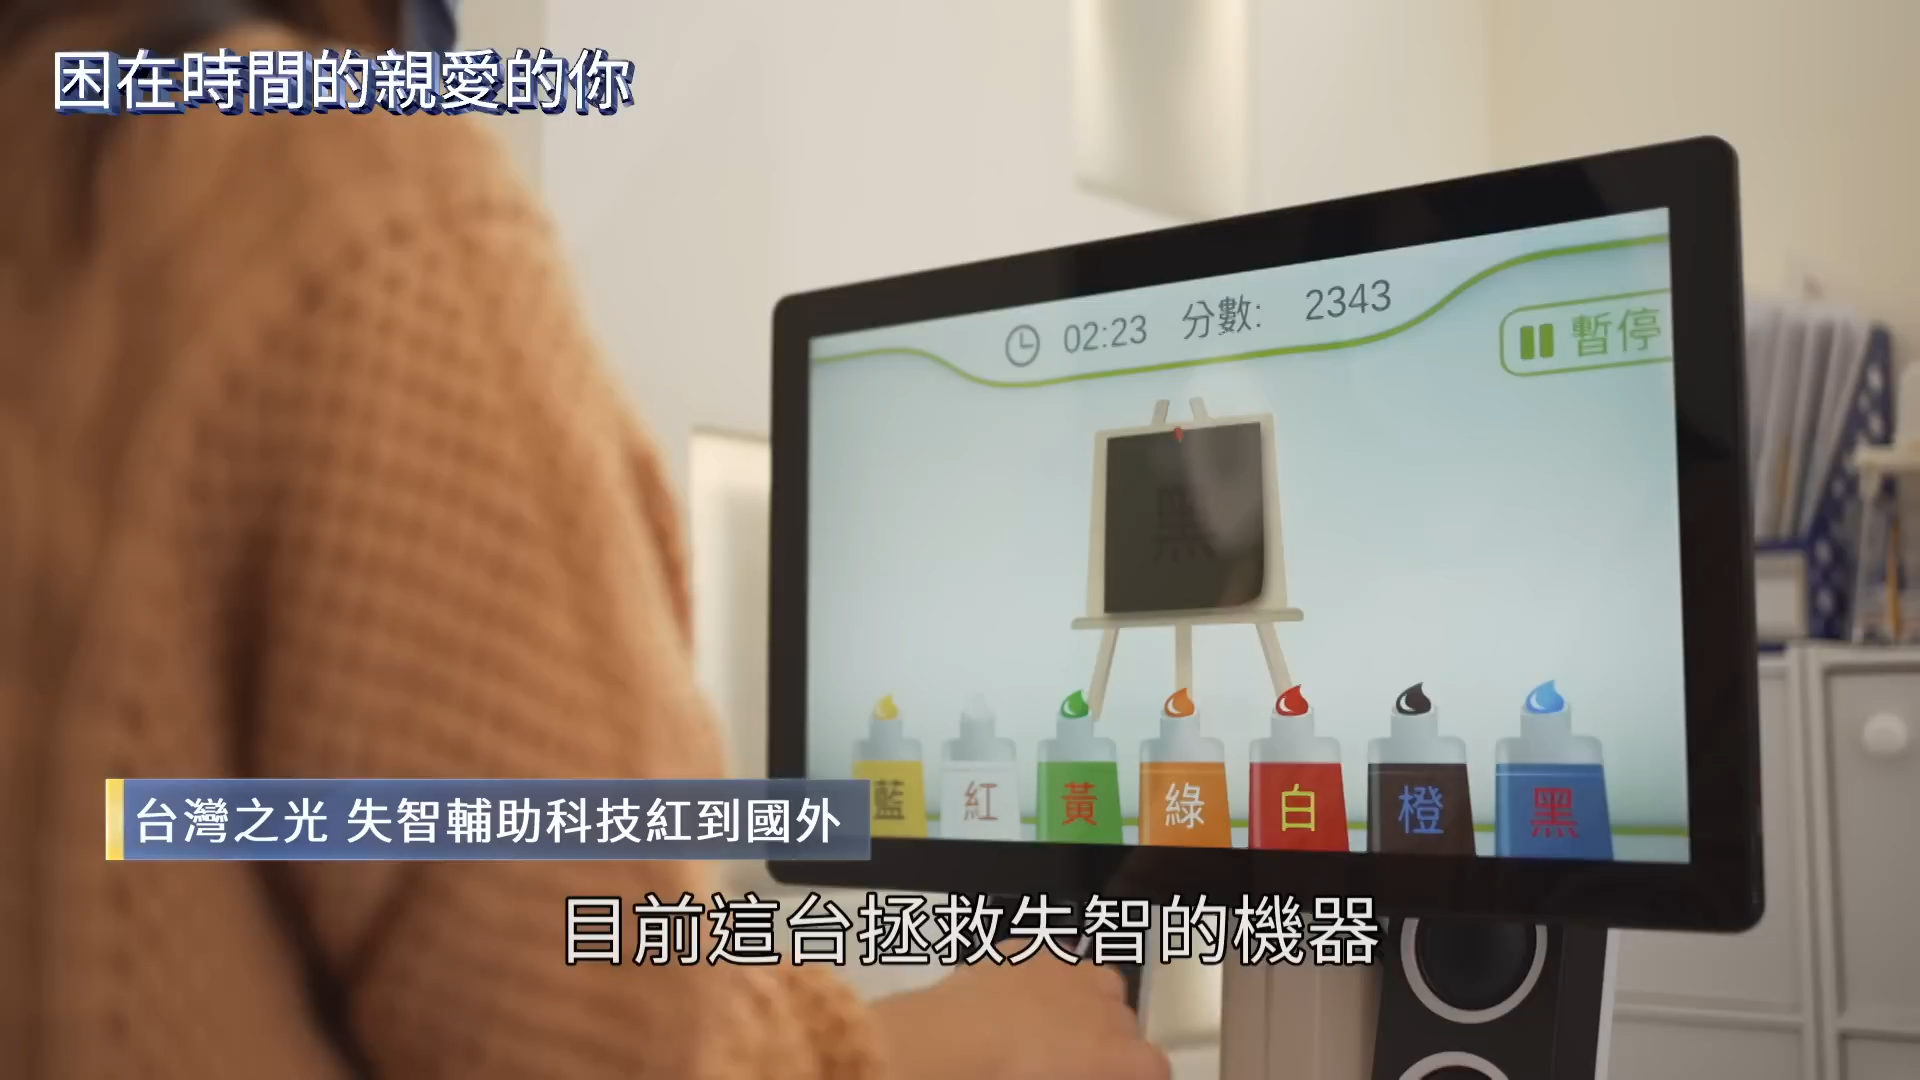 困在時間的親愛的你
02:23 分數: 2343
暫停
黑
藍 紅 黃 綠 白 橙 黑
台灣之光 失智輔助科技紅到國外
目前這台拯救失智的機器